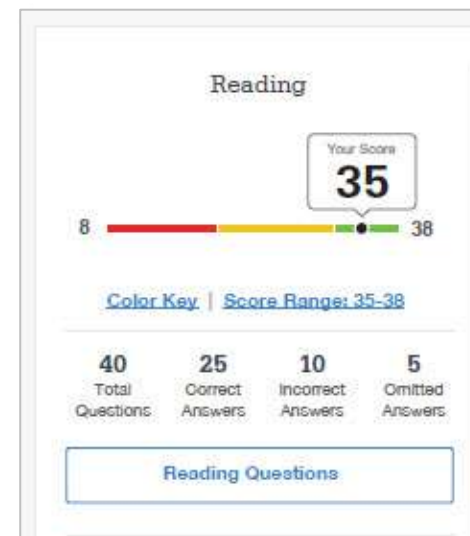 Reading
Your Score
35
8 38
Color Key | Score Range: 35-38
40 25 10 5
Total Correct Incorrect Omitted
Questions Answers Answers Answers
Reading Questions